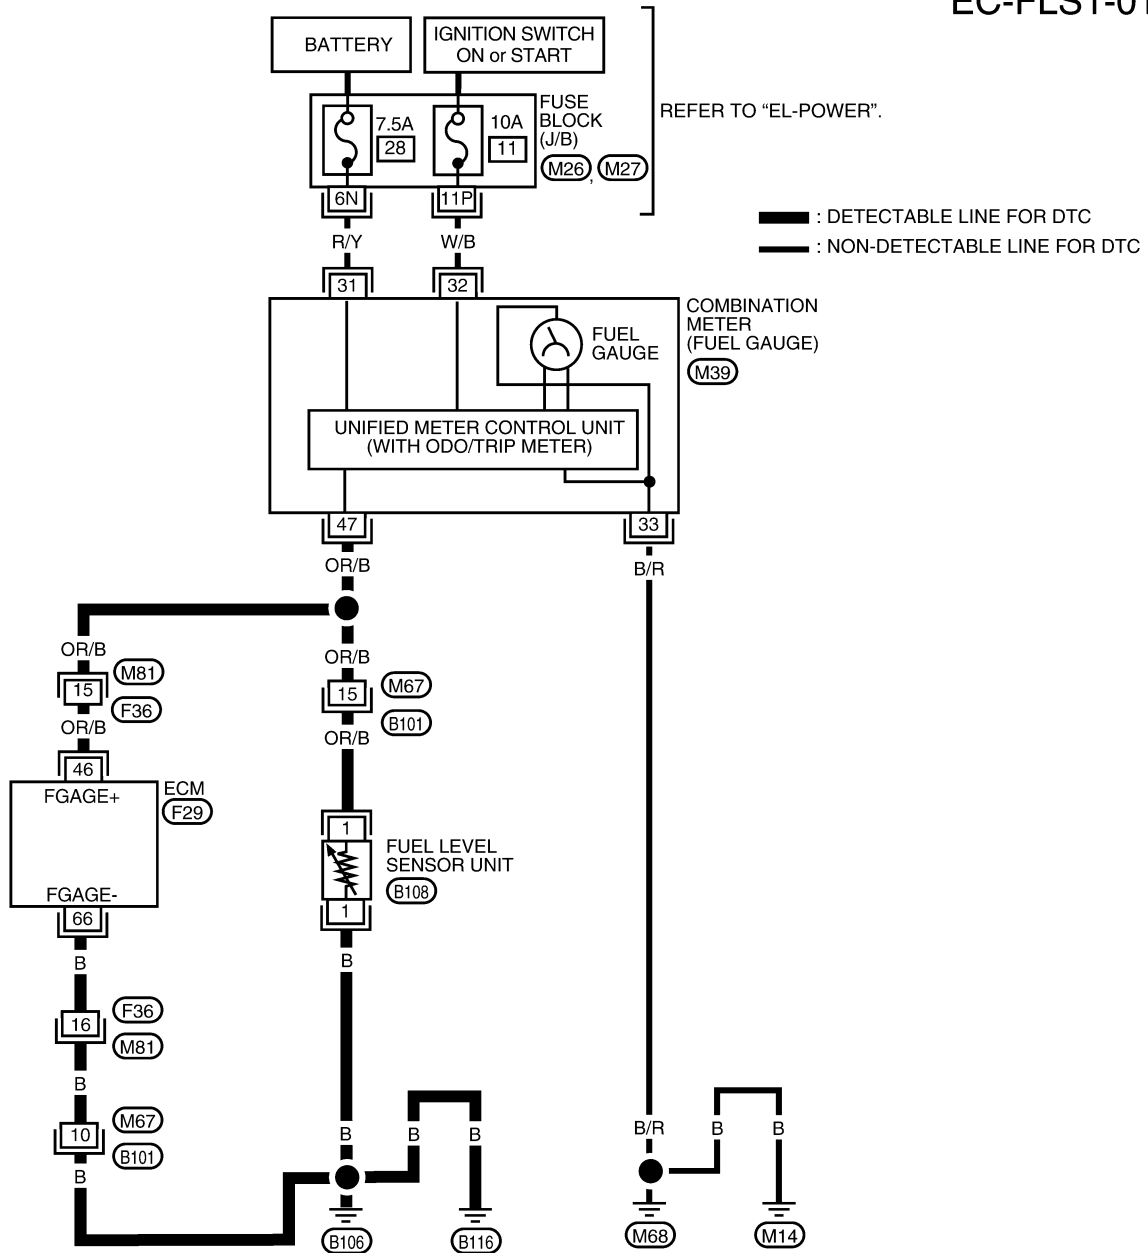 EC-FLS1-01
BATTERY
IGNITION SWITCH
ON or START
FUSE
BLOCK
(J/B)
7.5A
28
10A
11
M26 , M27
REFER TO “EL-POWER”.
6N
11P
: DETECTABLE LINE FOR DTC
: NON-DETECTABLE LINE FOR DTC
R/Y
W/B
31
32
COMBINATION
METER
(FUEL GAUGE)
M39
FUEL
GAUGE
UNIFIED METER CONTROL UNIT
(WITH ODO/TRIP METER)
47
33
OR/B
B/R
OR/B
OR/B
15
M81
F36
15
M67
B101
OR/B
OR/B
46
FGAGE+
ECM
F29
FGAGE-
66
1
FUEL LEVEL
SENSOR UNIT
B108
1
B
B
16
F36
M81
B
10
M67
B101
B
B
B
B
B/R
B
B
B106
B116
M68
M14